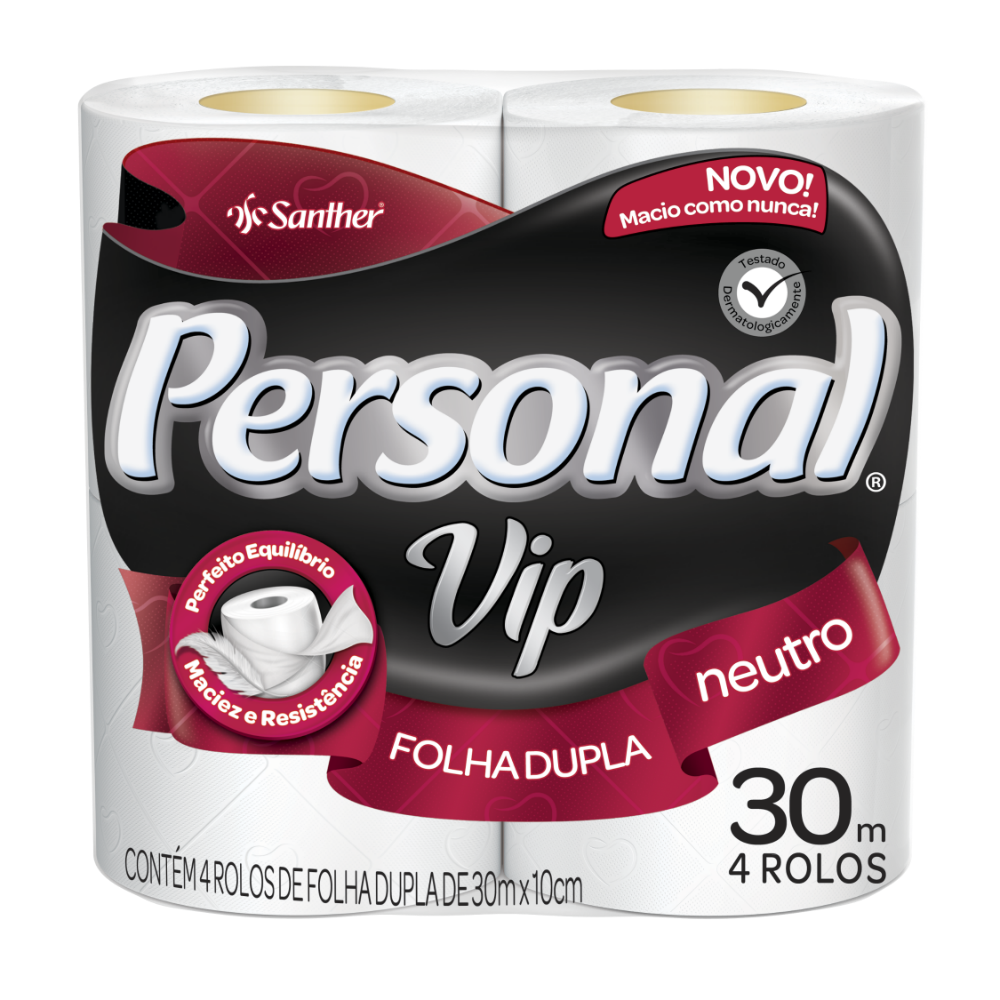 Santher
NOVO!
Macio como nunca!
Testado
Dermatologicamente
Personal®
Vip
Perfeito Equilíbrio
Maciez e Resistência
neutro
FOLHA DUPLA
30m
4 ROLOS
CONTÉM 4 ROLOS DE FOLHA DUPLA DE 30m x 10cm